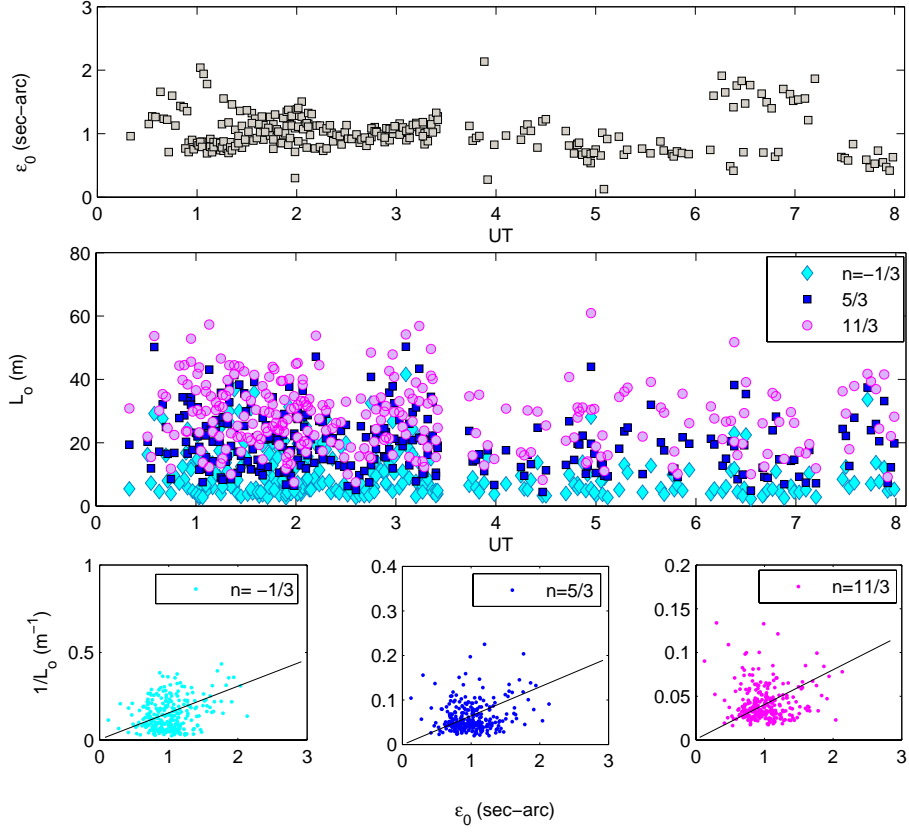 3
2
1
0
ε₀ (sec−arc)
0 1 2 3 4 5 6 7 8
UT
80
60
40
20
0
Lₒ (m)
n=−1/3
5/3
11/3
0 1 2 3 4 5 6 7 8
UT
1
0.5
0
1/Lₒ (m⁻¹)
n= −1/3
0 1 2 3
0.4
0.3
0.2
0.1
0
n=5/3
0 1 2 3
0.2
0.15
0.1
0.05
0
n=11/3
0 1 2 3
ε₀ (sec−arc)